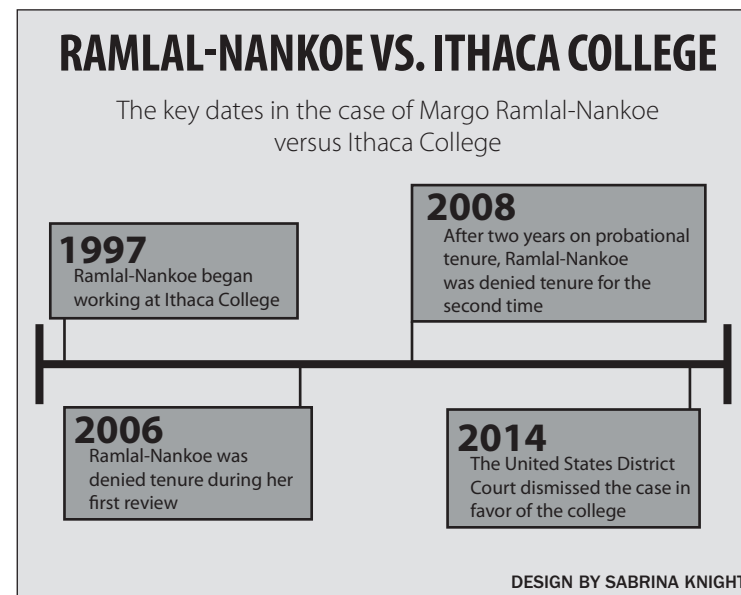 RAMLAL-NANKOE VS. ITHACA COLLEGE
The key dates in the case of Margo Ramlal-Nankoe
versus Ithaca College
1997
Ramlal-Nankoe began
working at Ithaca College
2006
Ramlal-Nankoe was
denied tenure during her
first review
2008
After two years on probational
tenure, Ramlal-Nankoe
was denied tenure for the
second time
2014
The United States District
Court dismissed the case in
favor of the college
DESIGN BY SABRINA KNIGHT